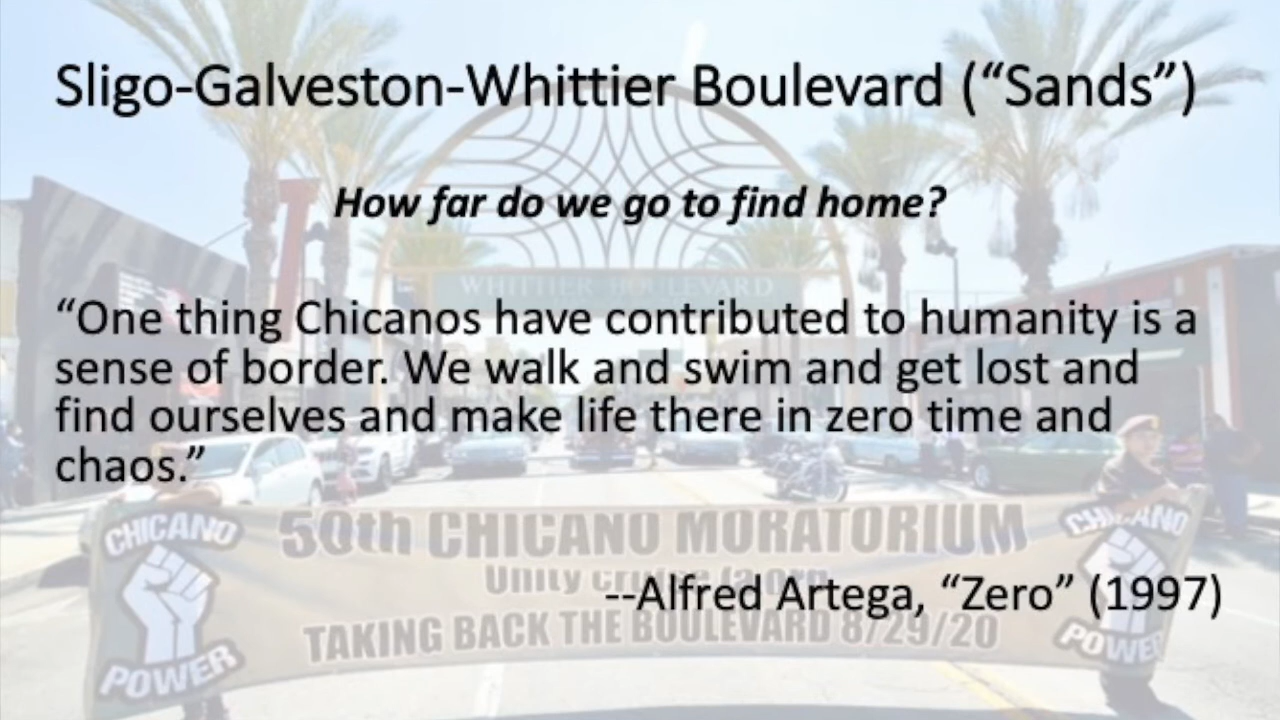 Sligo-Galveston-Whittier Boulevard (“Sands”)
How far do we go to find home?
WHITTIER BOULEVARD
“One thing Chicanos have contributed to humanity is a
sense of border. We walk and swim and get lost and
find ourselves and make life there in zero time and
chaos.”
CHICANO
POWER
50th CHICANO MORATORIUM
Unity
--Alfred Artega, “Zero” (1997)
TAKING BACK THE BOULEVARD 8/29/20
CHICANO
POWER